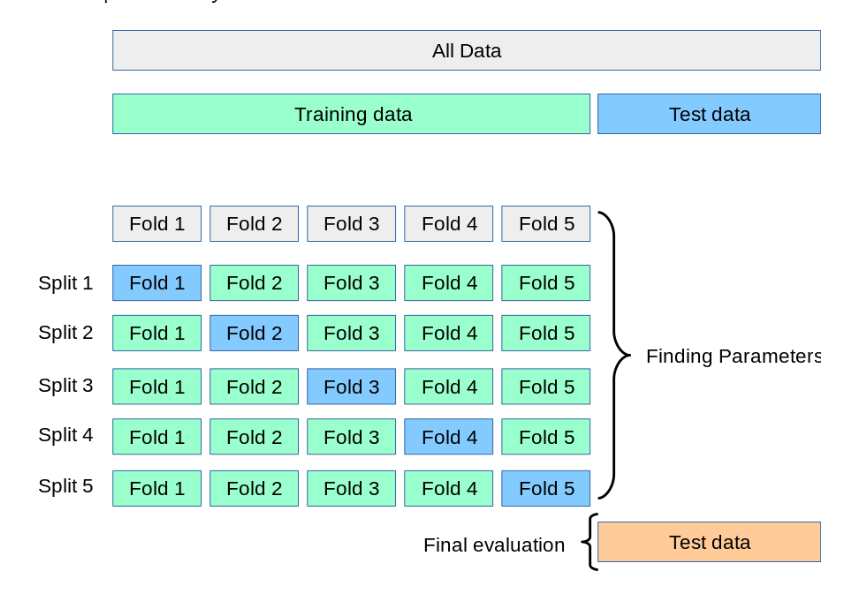 All Data
Training data Test data
Fold 1 Fold 2 Fold 3 Fold 4 Fold 5
Split 1 Fold 1 Fold 2 Fold 3 Fold 4 Fold 5
Split 2 Fold 1 Fold 2 Fold 3 Fold 4 Fold 5
Finding Parameters
Split 3 Fold 1 Fold 2 Fold 3 Fold 4 Fold 5
Split 4 Fold 1 Fold 2 Fold 3 Fold 4 Fold 5
Split 5 Fold 1 Fold 2 Fold 3 Fold 4 Fold 5
Final evaluation Test data